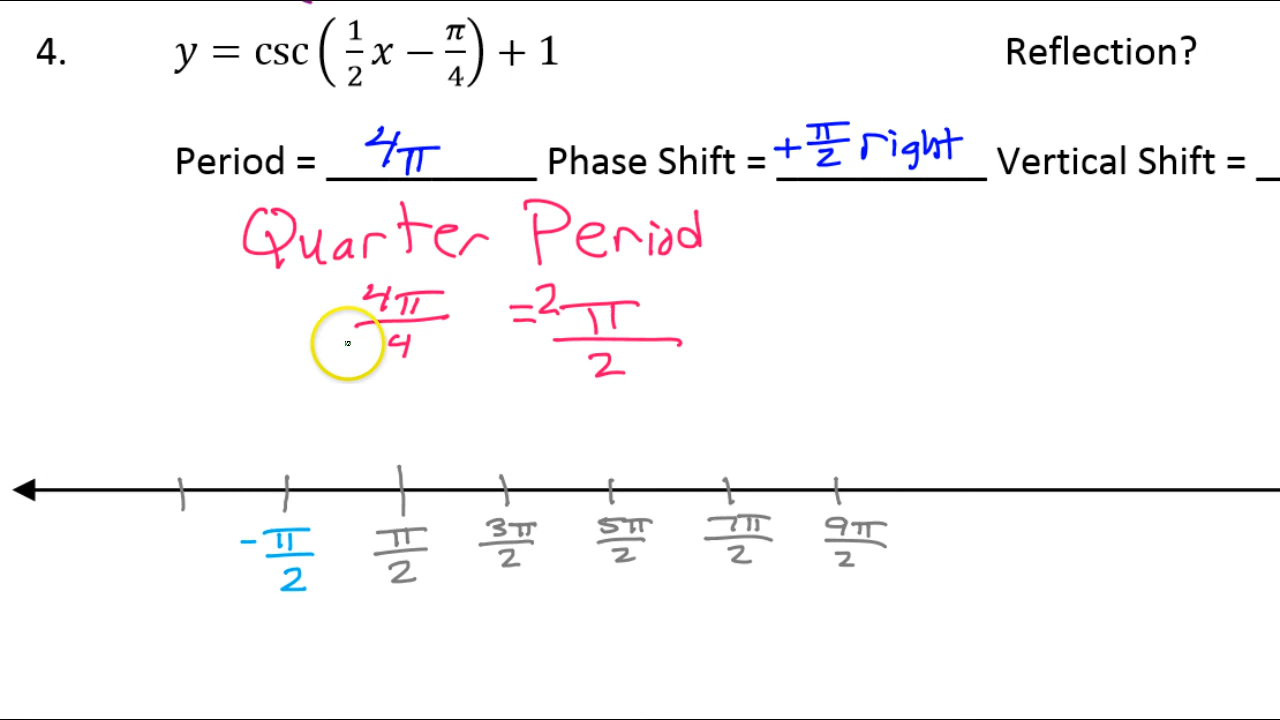 4. y = csc(1/2 x − π/4) + 1 Reflection?
Period = 4π Phase Shift = +π/2 right Vertical Shift =
Quarter Period
4π/4 = 2π/2
-π/2 π/2 3π/2 5π/2 7π/2 9π/2